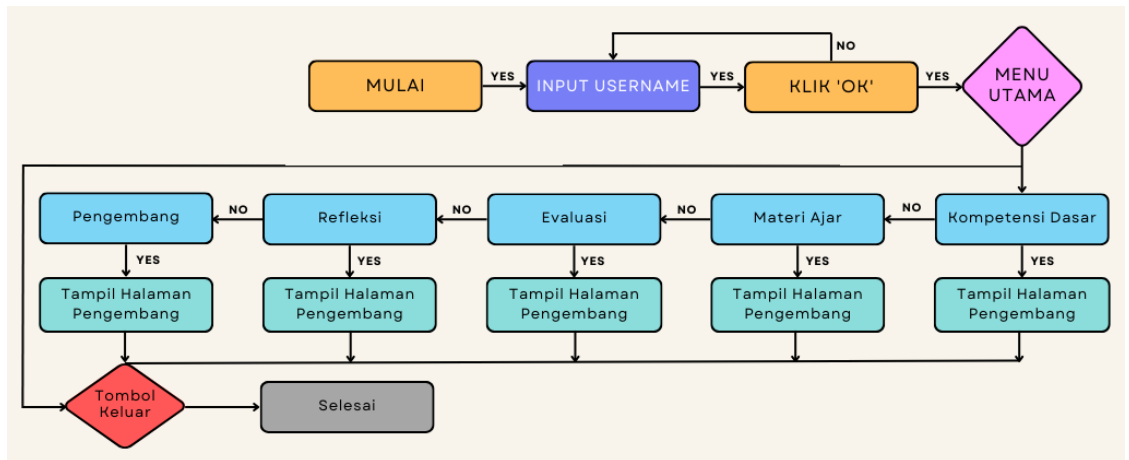 NO
MULAI
YES
INPUT USERNAME
YES
KLIK 'OK'
YES
MENU
UTAMA
Pengembang
NO
Refleksi
NO
Evaluasi
NO
Materi Ajar
NO
Kompetensi Dasar
YES
YES
YES
YES
YES
Tampil Halaman
Pengembang
Tampil Halaman
Pengembang
Tampil Halaman
Pengembang
Tampil Halaman
Pengembang
Tampil Halaman
Pengembang
Tombol
Keluar
Selesai